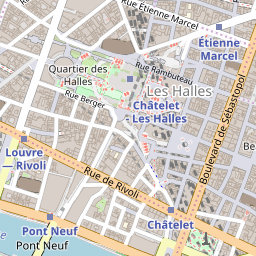 Rue Étienne Marcel
Étienne
Marcel
Quartier des
Halles
Rue Rambuteau
Les Halles
Rue Berger
Châtelet
Les Halles
Boulevard de Sébastopol
Be
Louvre
— Rivoli
Rue de Rivoli
Pont Neuf
Pont Neuf
Châtelet